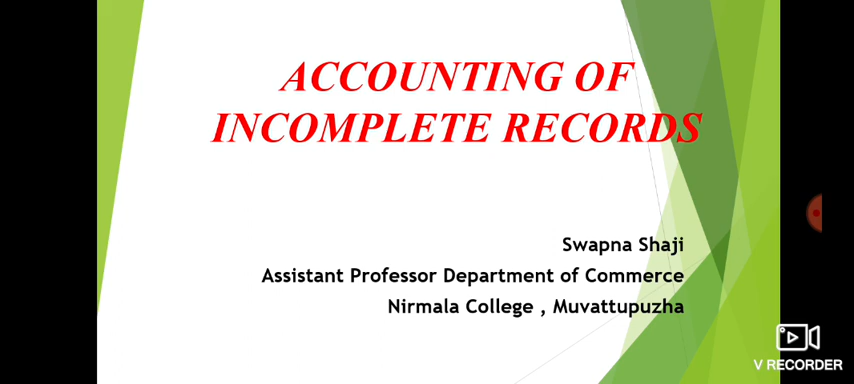 ACCOUNTING OF
INCOMPLETE RECORDS
Swapna Shaji
Assistant Professor Department of Commerce
Nirmala College , Muvattupuzha
V RECORDER